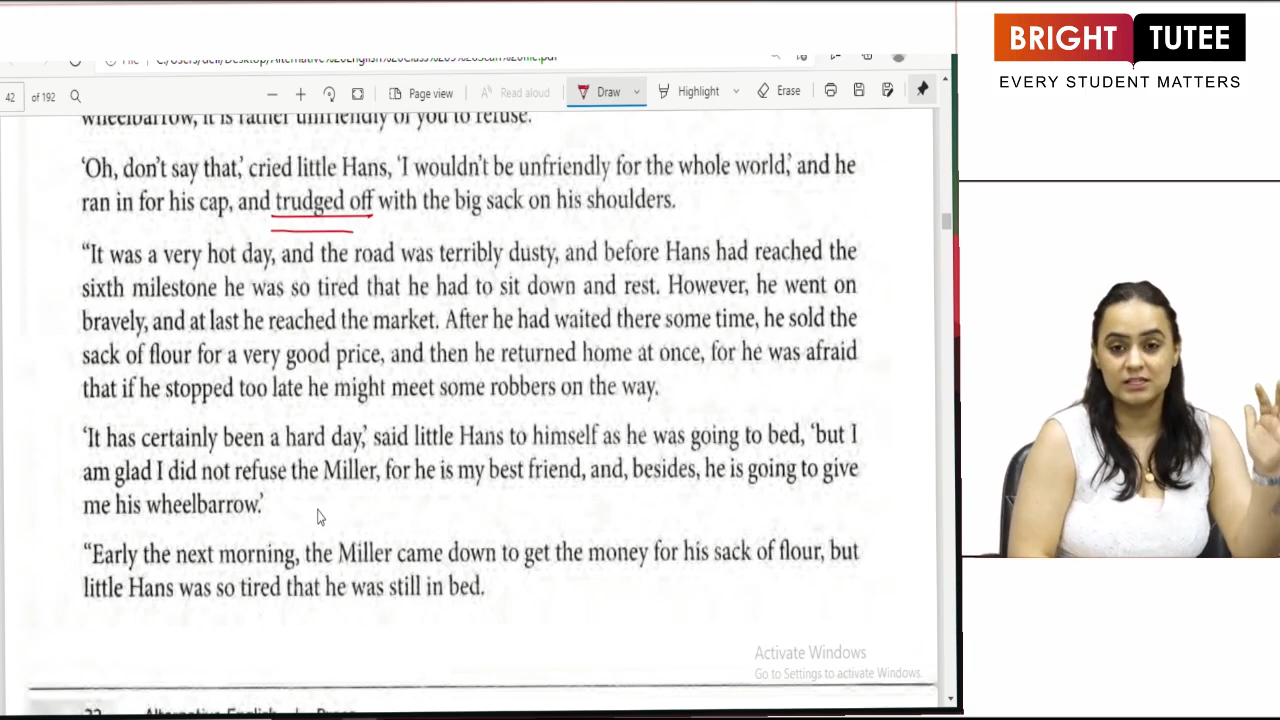 BRIGHT TUTEE
EVERY STUDENT MATTERS
42 of 192
Page view
Read aloud
Draw
Highlight
Erase
wheelbarrow, it is rather unfriendly of you to refuse.
‘Oh, don’t say that,’ cried little Hans, ‘I wouldn’t be unfriendly for the whole world,’ and he
ran in for his cap, and trudged off with the big sack on his shoulders.
“It was a very hot day, and the road was terribly dusty, and before Hans had reached the
sixth milestone he was so tired that he had to sit down and rest. However, he went on
bravely, and at last he reached the market. After he had waited there some time, he sold the
sack of flour for a very good price, and then he returned home at once, for he was afraid
that if he stopped too late he might meet some robbers on the way.
‘It has certainly been a hard day,’ said little Hans to himself as he was going to bed, ‘but I
am glad I did not refuse the Miller, for he is my best friend, and, besides, he is going to give
me his wheelbarrow.’
“Early the next morning, the Miller came down to get the money for his sack of flour, but
little Hans was so tired that he was still in bed.
Activate Windows
Go to Settings to activate Windows.
Alternative English